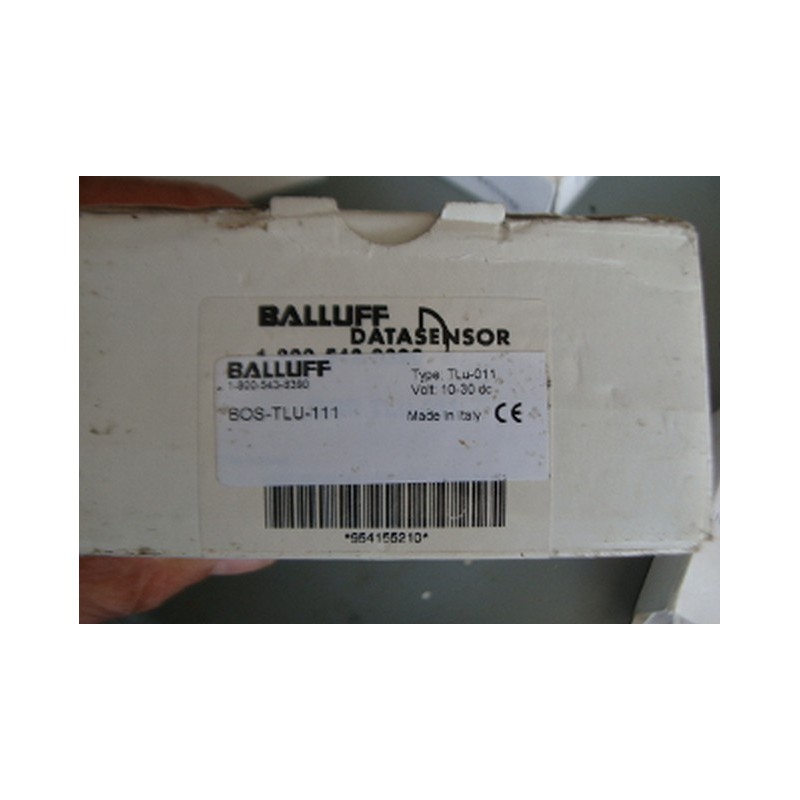 BALLUFF
DATASENSOR
BALLUFF
1-800-543-8390
BOS-TLU-111
Type. TLu-011
Volt: 10-30 dc
Made in Italy CE
*954155210*